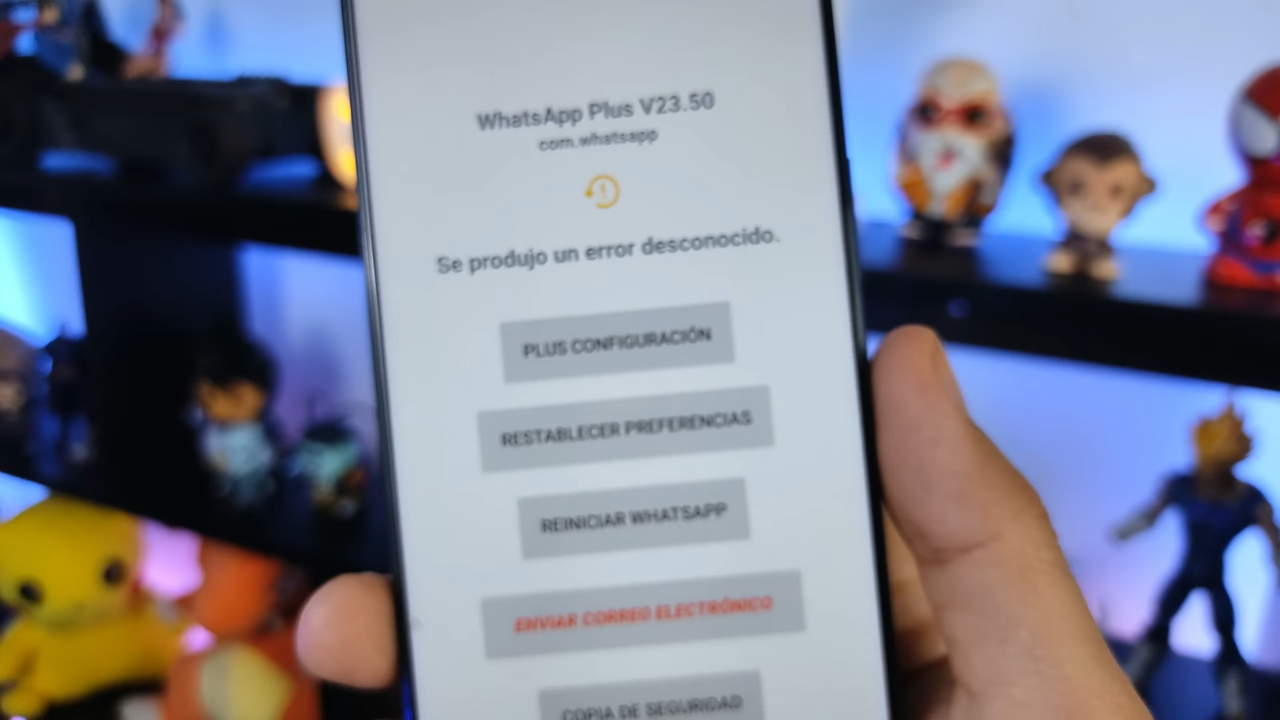 WhatsApp Plus V23.50
com.whatsapp
Se produjo un error desconocido.
PLUS CONFIGURACIÓN
RESTABLECER PREFERENCIAS
REINICIAR WHATSAPP
ENVIAR CORREO ELECTRÓNICO
COPIA DE SEGURIDAD